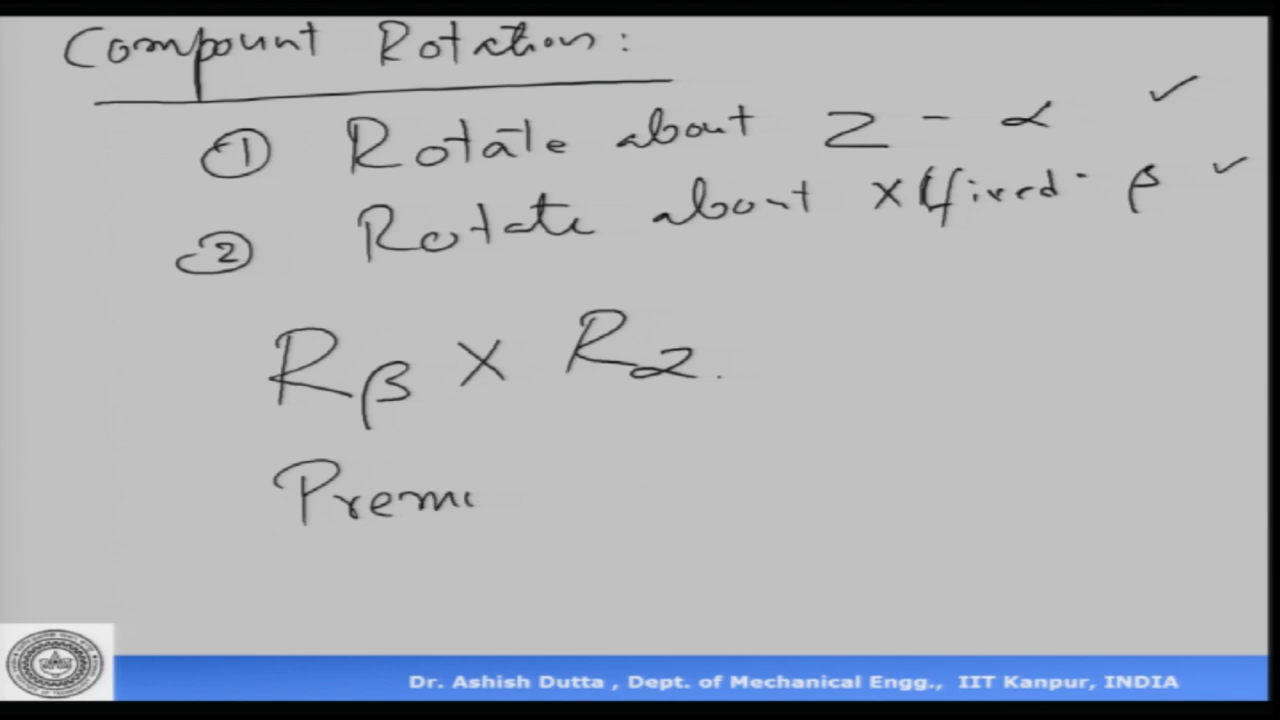 Compount Rotation:
① Rotate about Z - α ✓
② Rotate about X (fixed - β ✓
Rβ × Rα.
Prem
Dr. Ashish Dutta , Dept. of Mechanical Engg., IIT Kanpur, INDIA